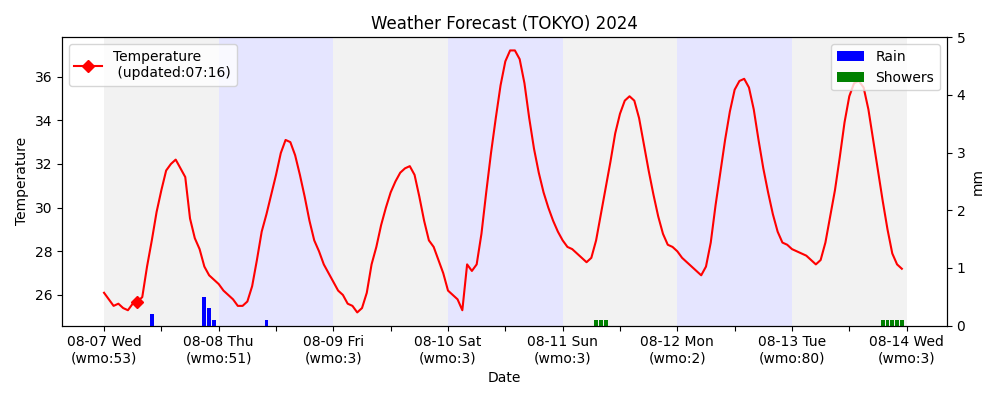 Weather Forecast (TOKYO) 2024
Temperature
(updated:07:16)
Rain
Showers
Temperature
36
34
32
30
28
26
5
4
3
2
1
0
mm
08-07 Wed 08-08 Thu 08-09 Fri 08-10 Sat 08-11 Sun 08-12 Mon 08-13 Tue 08-14 Wed
(wmo:53) (wmo:51) (wmo:3) (wmo:3) (wmo:3) (wmo:2) (wmo:80) (wmo:3)
Date